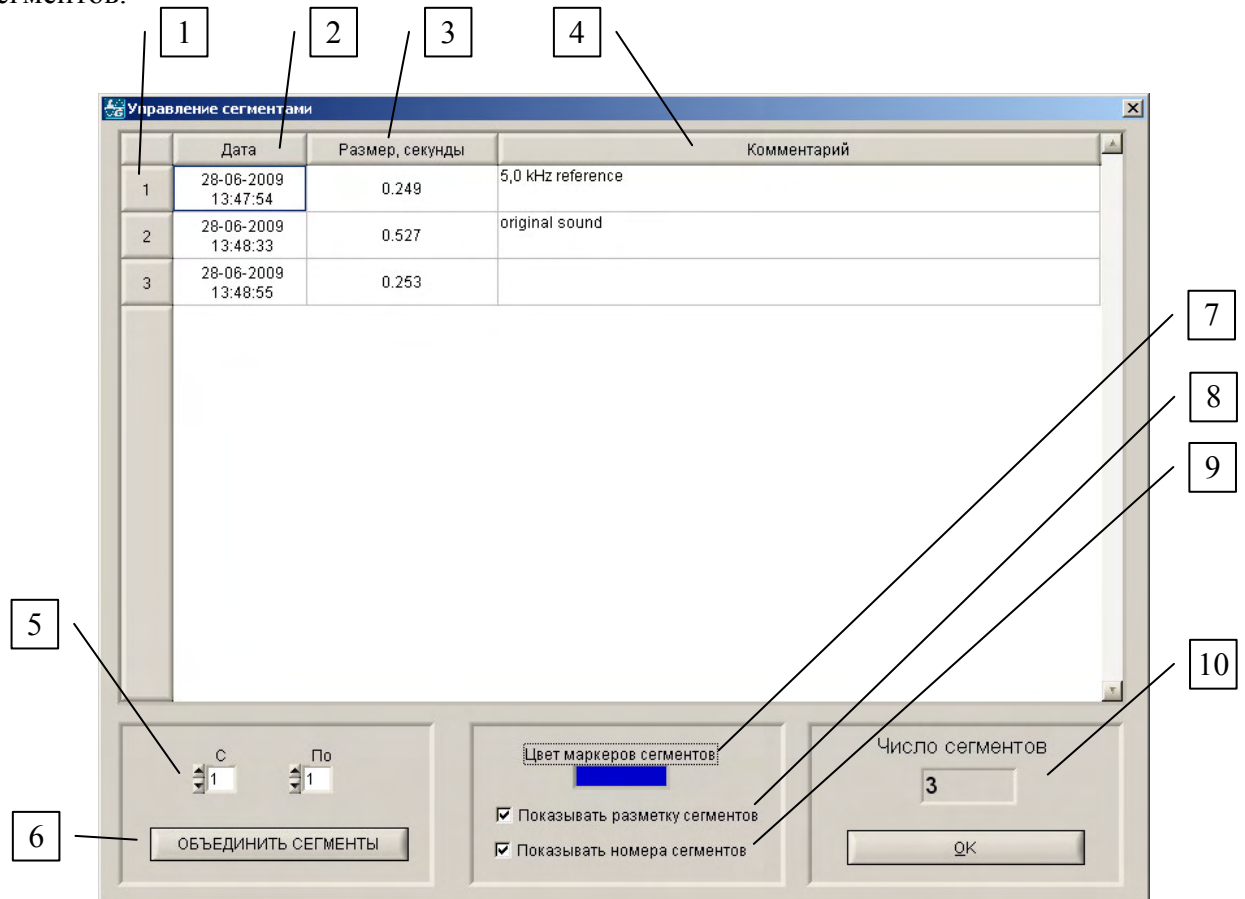 1 2 3 4
Управление сегментами
Дата Размер, секунды Комментарий
1 28-06-2009 13:47:54 0.249 5,0 kHz reference
2 28-06-2009 13:48:33 0.527 original sound
3 28-06-2009 13:48:55 0.253
7
8
9
5
10
С По
1 1
6
ОБЪЕДИНИТЬ СЕГМЕНТЫ
Цвет маркеров сегментов
Показывать разметку сегментов
Показывать номера сегментов
Число сегментов
3
OK